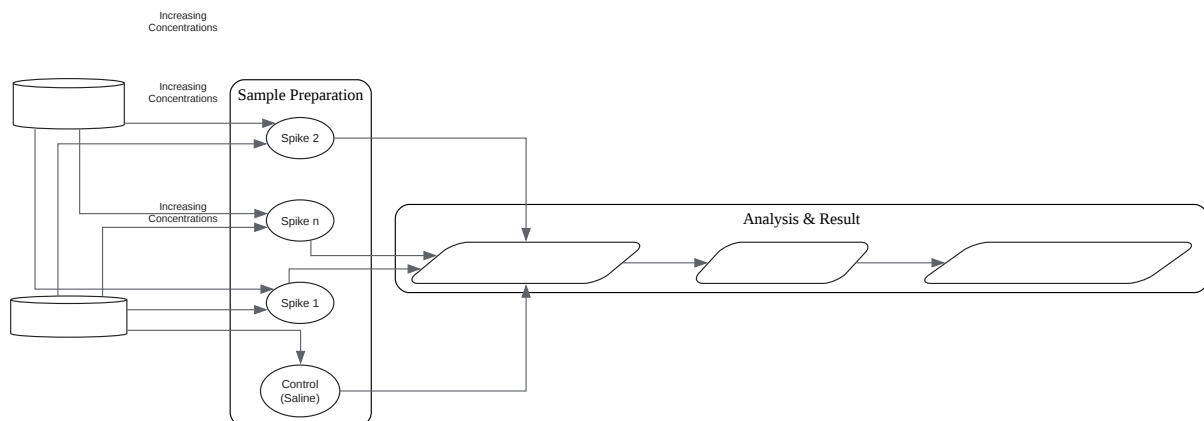 Increasing
Concentrations
Increasing
Concentrations
Sample Preparation
Spike 2
Increasing
Concentrations
Spike n
Analysis & Result
Spike 1
Control
(Saline)